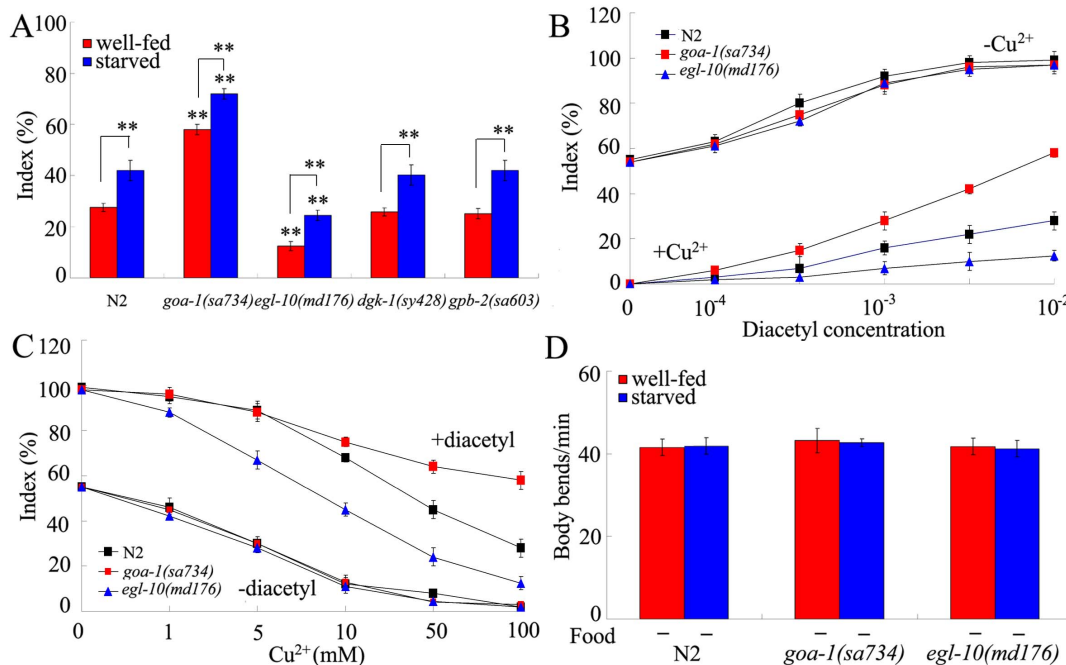 A
100
80
60
40
20
0
Index (%)
well-fed
starved
**
**
**
**
**
**
**
**
**
N2
goa-1(sa734)
egl-10(md176)
dgk-1(sy428)
gpb-2(sa603)
B
120
100
80
60
40
20
0
Index (%)
N2
goa-1(sa734)
egl-10(md176)
-Cu²⁺
+Cu²⁺
0
10⁻⁴
10⁻³
10⁻²
Diacetyl concentration
C
120
100
80
60
40
20
0
Index (%)
+diacetyl
N2
goa-1(sa734)
egl-10(md176)
-diacetyl
0
1
5
10
50
100
Cu²⁺(mM)
D
60
40
20
0
Body bends/min
well-fed
starved
Food – – – – – –
N2
goa-1(sa734)
egl-10(md176)